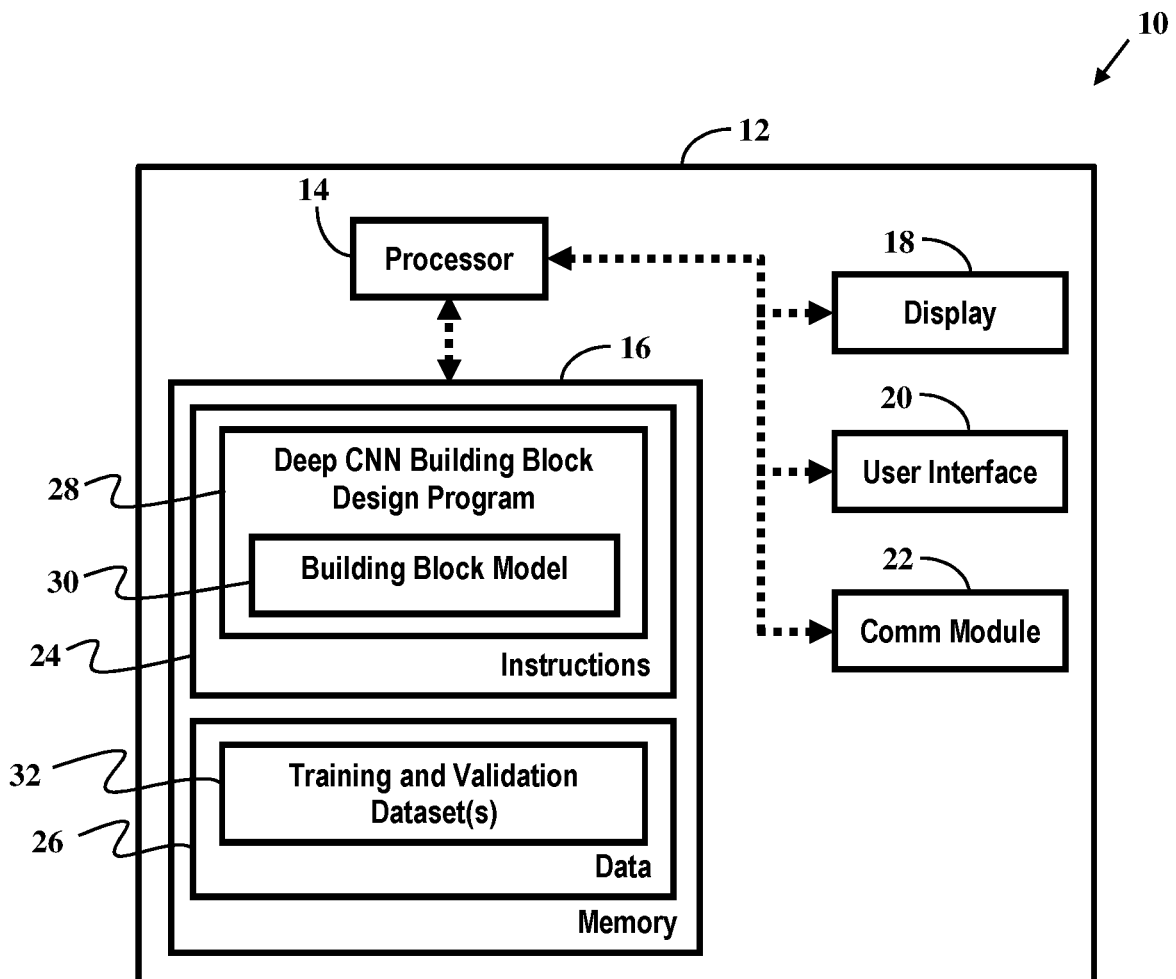 10
12
14
Processor
18
Display
16
20
User Interface
28
Deep CNN Building Block
Design Program
30
Building Block Model
22
Comm Module
24
Instructions
32
Training and Validation
Dataset(s)
26
Data
Memory